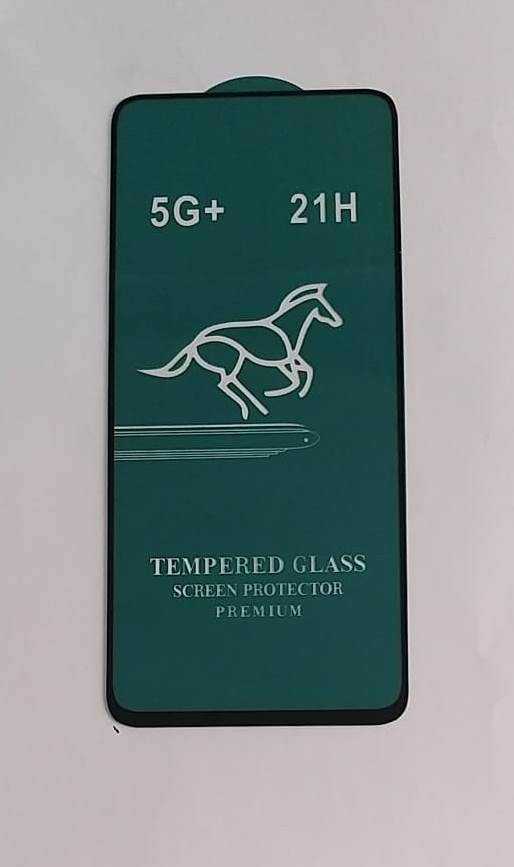 5G+ 21H
TEMPERED GLASS
SCREEN PROTECTOR
PREMIUM